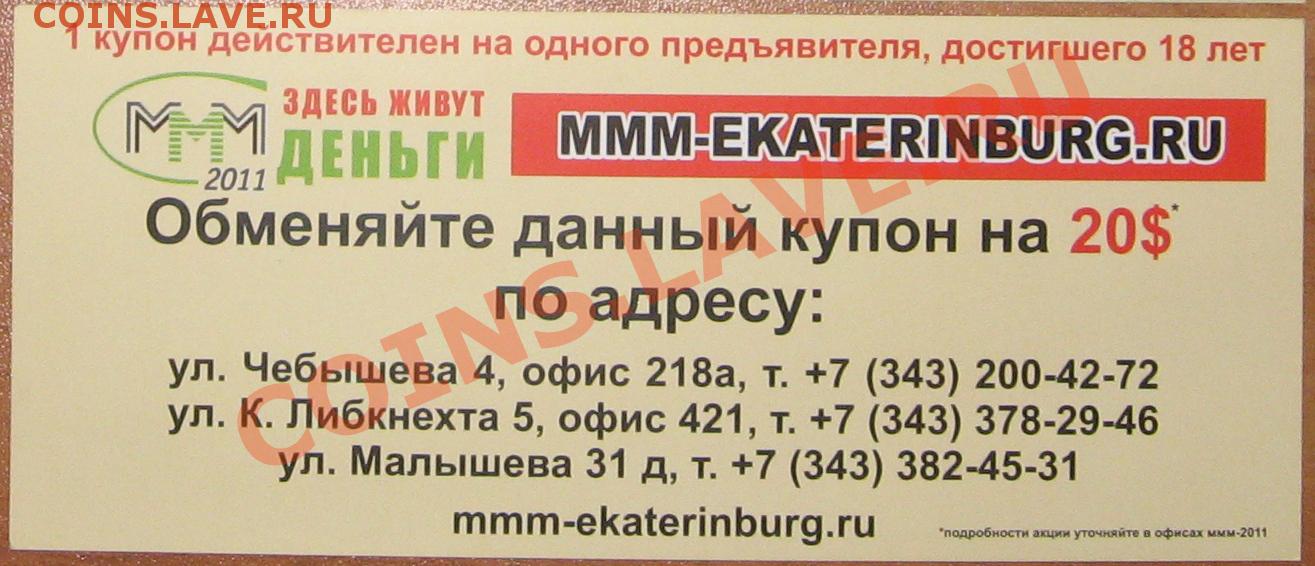 COINS.LAVE.RU
1 купон действителен на одного предъявителя, достигшего 18 лет
МММ
2011
ЗДЕСЬ ЖИВУТ
ДЕНЬГИ
MMM-EKATERINBURG.RU
Обменяйте данный купон на 20$*
по адресу:
ул. Чебышева 4, офис 218а, т. +7 (343) 200-42-72
ул. К. Либкнехта 5, офис 421, т. +7 (343) 378-29-46
ул. Малышева 31 д, т. +7 (343) 382-45-31
mmm-ekaterinburg.ru
*подробности акции уточняйте в офисах ммм-2011
COINS.LAVE.RU